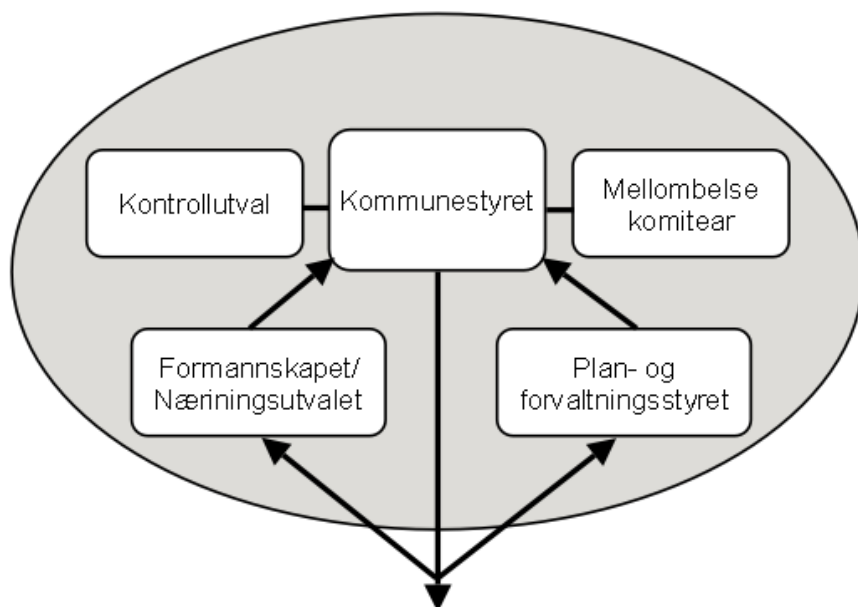 Kontrollutval
Kommunestyret
Mellombelse
komitear
Formannskapet/
Næriningsutvalet
Plan- og
forvaltningsstyret